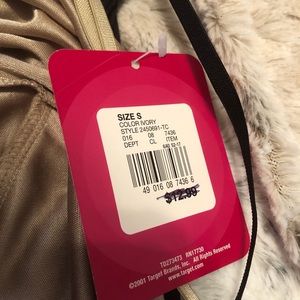 SIZE S
COLOR IVORY
STYLE 2450691-TC
016 08 7436
DEPT CL ITEM
49 016 08 7436 6
$12.99
TD273473 RN17730
©2001 Target Brands, Inc. All Rights Reserved